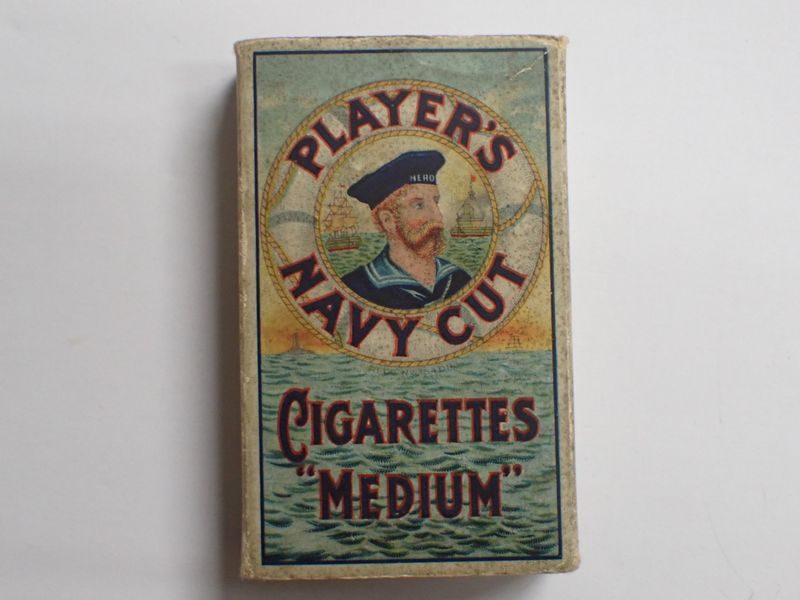 PLAYER'S
HERO
NAVY CUT
CIGARETTES
"MEDIUM"